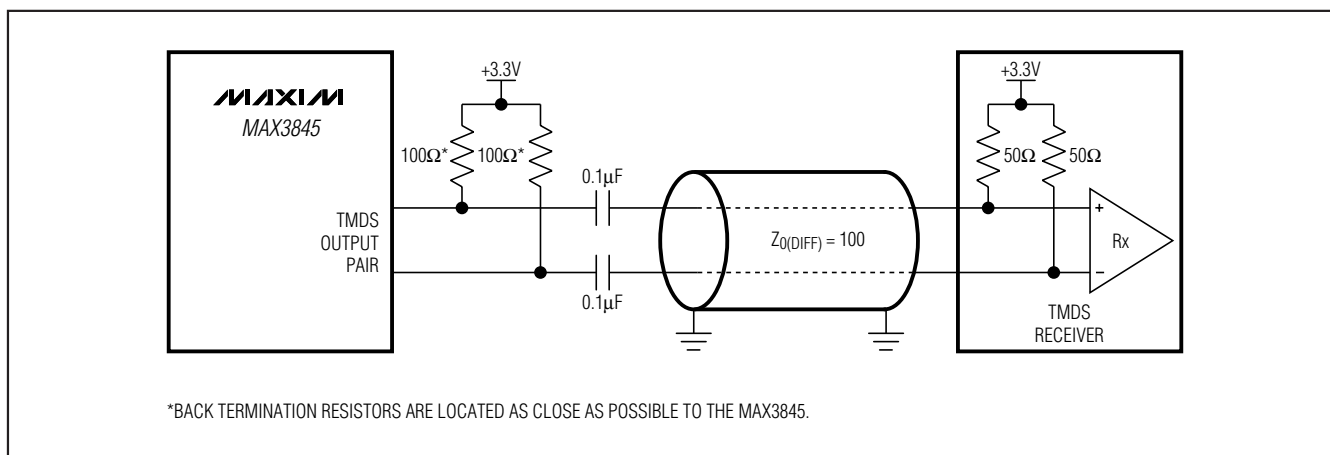 +3.3V
+3.3V
MAXIM
MAX3845
100Ω*
100Ω*
50Ω
50Ω
0.1µF
TMDS
OUTPUT
PAIR
Z0(DIFF) = 100
+
Rx
−
0.1µF
TMDS
RECEIVER
*BACK TERMINATION RESISTORS ARE LOCATED AS CLOSE AS POSSIBLE TO THE MAX3845.